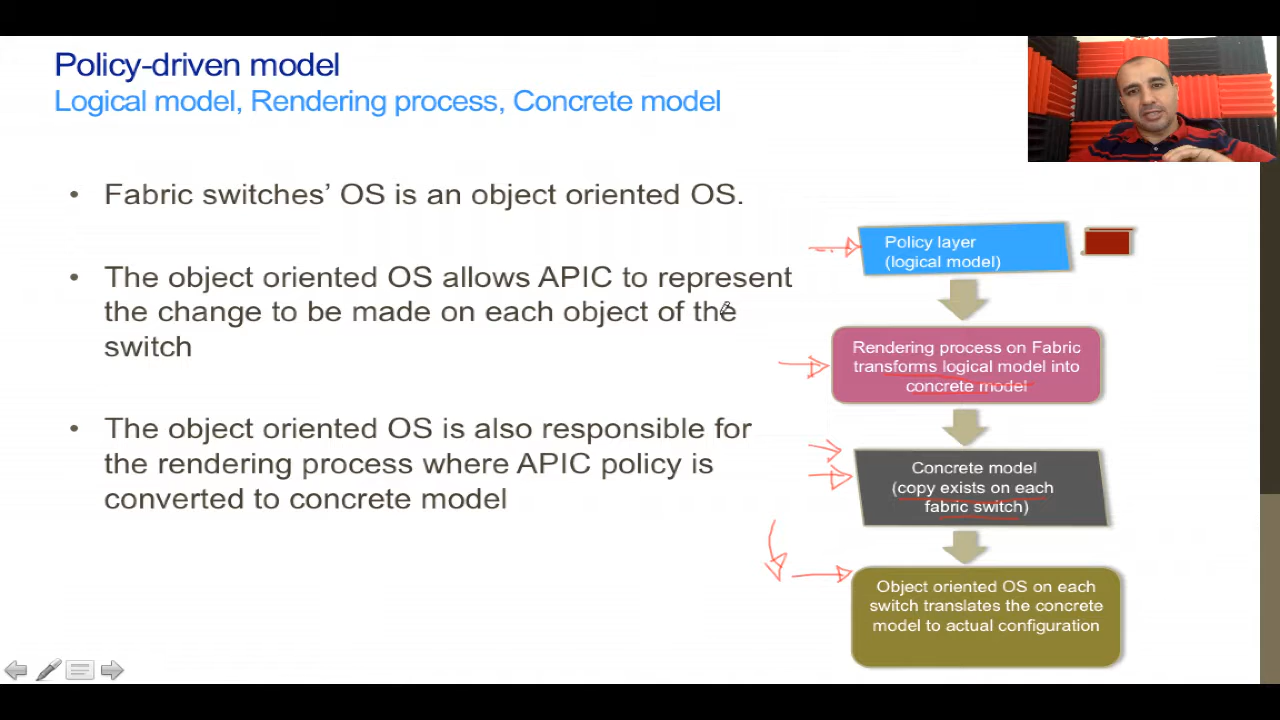 Policy-driven model
Logical model, Rendering process, Concrete model
• Fabric switches’ OS is an object oriented OS.
• The object oriented OS allows APIC to represent
the change to be made on each object of the
switch
• The object oriented OS is also responsible for
the rendering process where APIC policy is
converted to concrete model
Policy layer
(logical model)
Rendering process on Fabric
transforms logical model into
concrete model
Concrete model
(copy exists on each
fabric switch)
Object oriented OS on each
switch translates the concrete
model to actual configuration